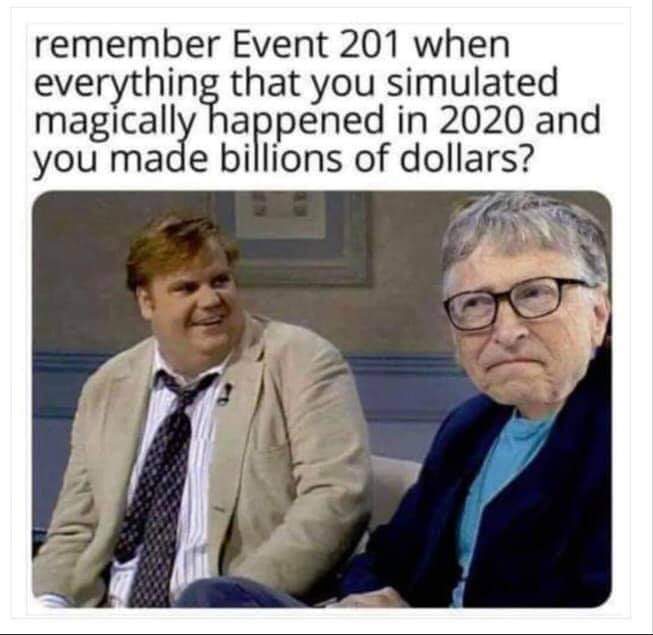 remember Event 201 when
everything that you simulated
magically happened in 2020 and
you made billions of dollars?